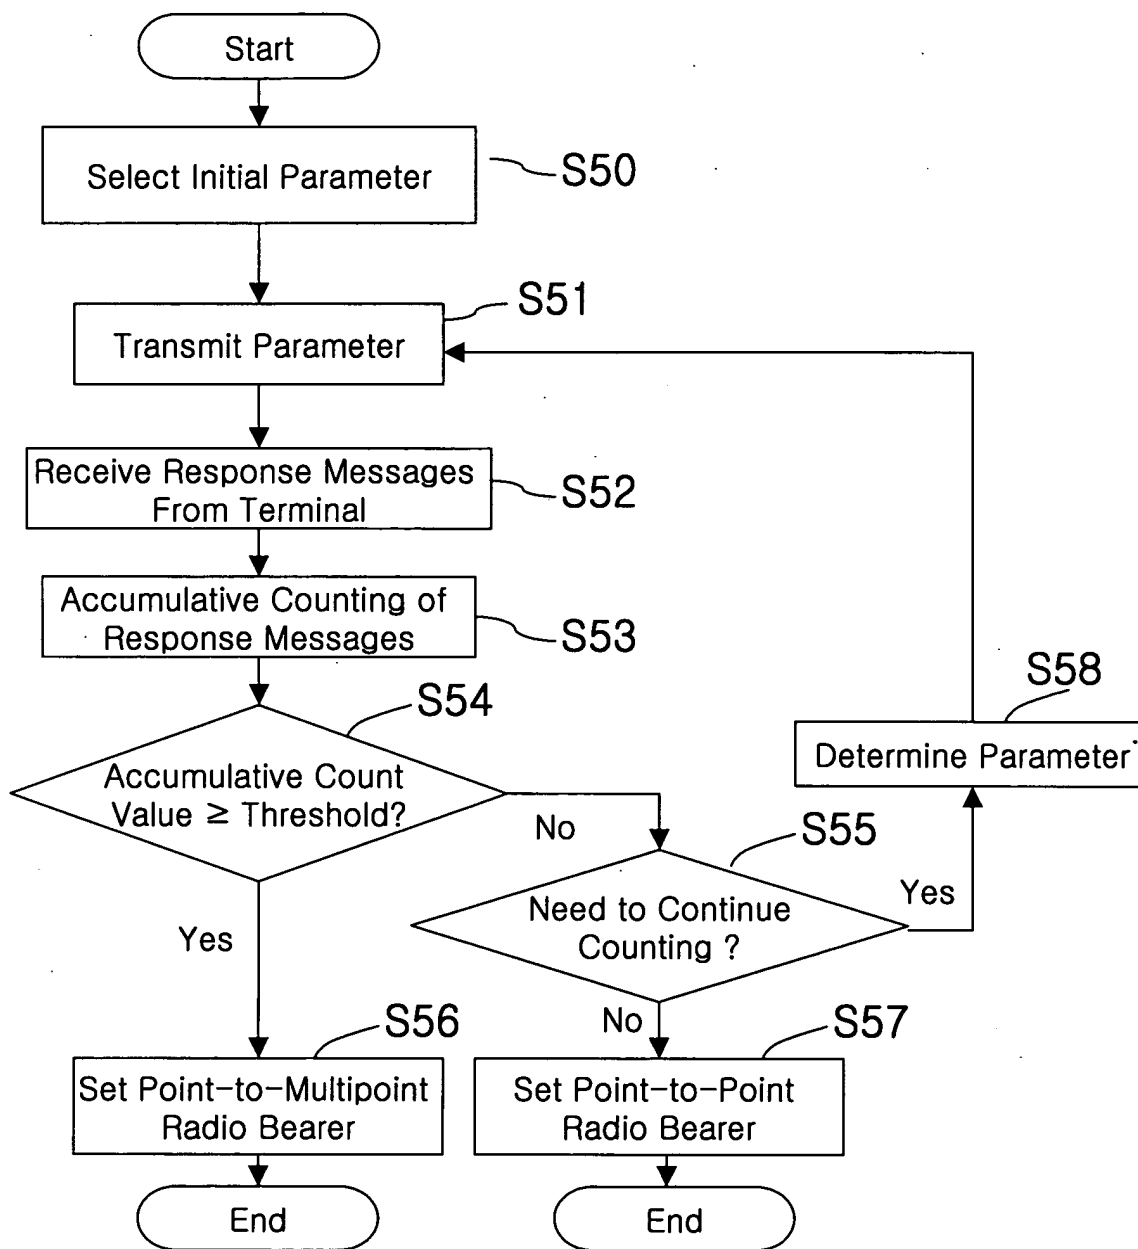 Start
Select Initial Parameter
S50
S51
Transmit Parameter
Receive Response Messages
From Terminal
S52
Accumulative Counting of
Response Messages
S53
S54
Accumulative Count
Value ≥ Threshold?
No
S58
Determine Parameter
S55
Yes
Need to Continue
Counting ?
Yes
No
S56
Set Point-to-Multipoint
Radio Bearer
S57
Set Point-to-Point
Radio Bearer
End
End